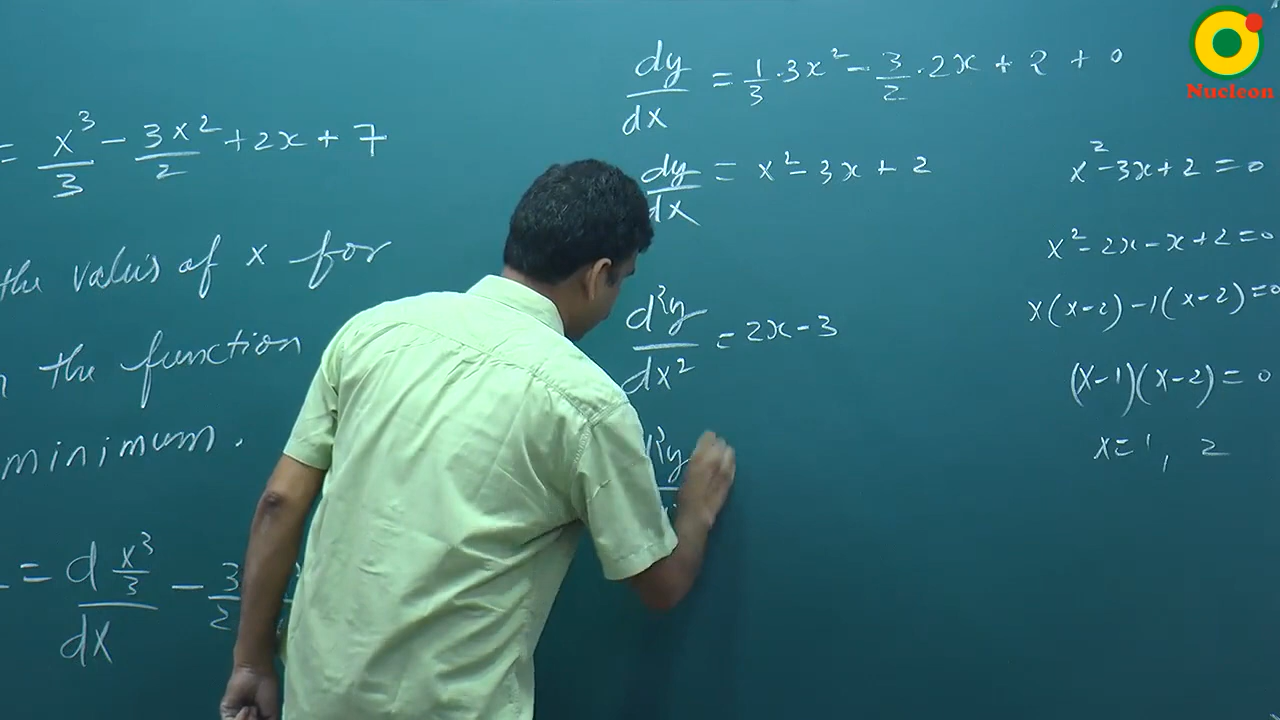 = x³/3 - 3x²/2 + 2x + 7
the values of x for
the function
minimum.
= d x³/3 / dx - 3/2
dy/dx = 1/3 · 3x² - 3/2 · 2x + 2 + 0
dy/dx = x² - 3x + 2
d²y/dx² = 2x - 3
d²y
x² - 3x + 2 = 0
x² - 2x - x + 2 = 0
x(x-2) - 1(x-2) = 0
(x-1)(x-2) = 0
x = 1, 2
Nucleon